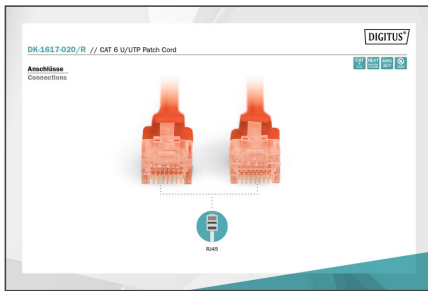 DIGITUS®
DK-1617-020/R // CAT 6 U/UTP Patch Cord
Anschlüsse
Connections
RJ45